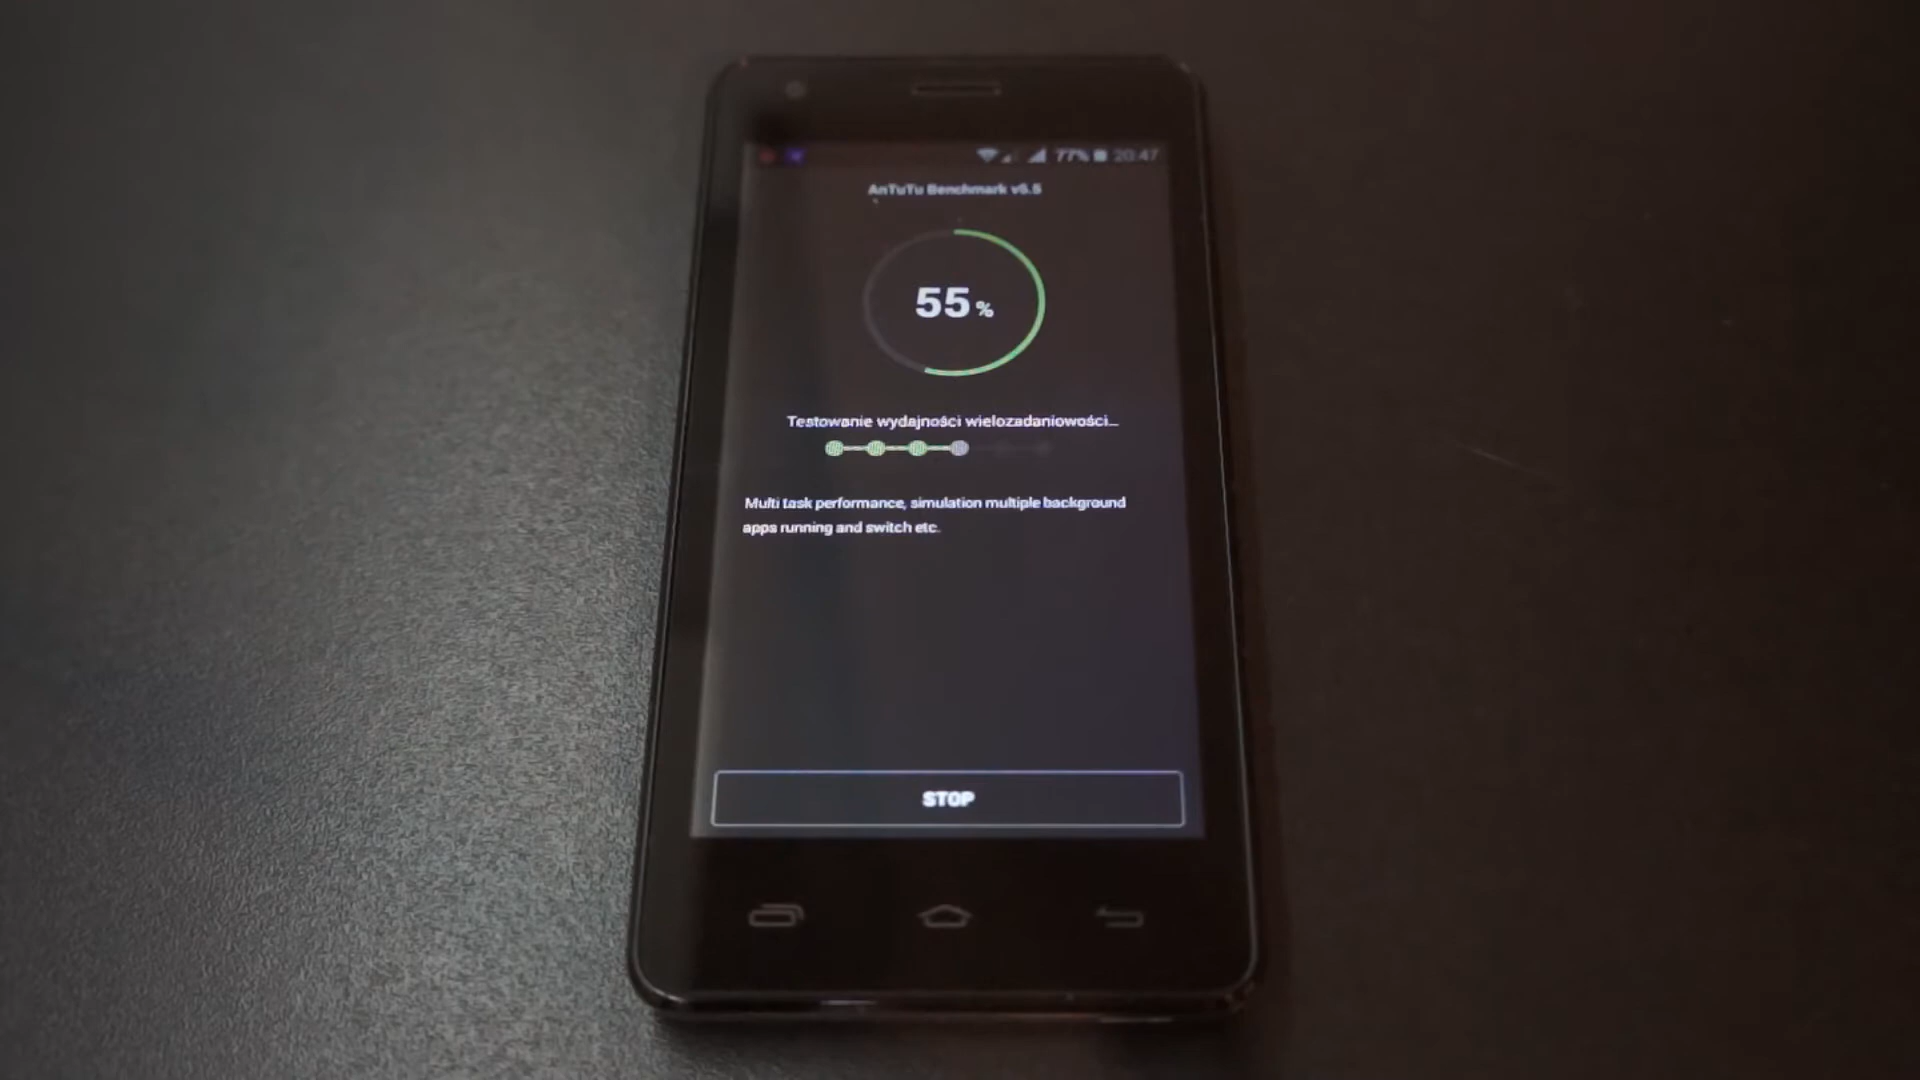 77% 20:47
AnTuTu Benchmark v5.5
55%
Testowanie wydajności wielozadaniowości...
Multi task performance, simulation multiple background
apps running and switch etc.
STOP